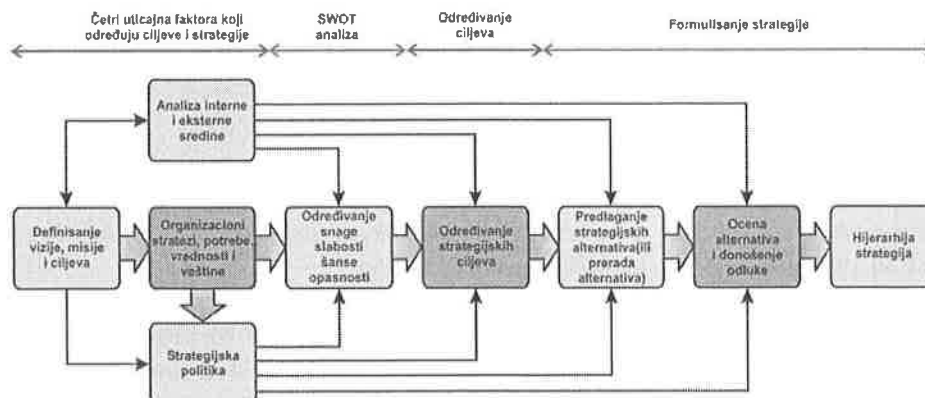 Četri uticajna faktora koji
određuju ciljeve i strategije
SWOT
analiza
Određivanje
ciljeva
Formulisanje strategije
Analiza interne
i eksterne
sredine
Definisanje
vizije, misije
i ciljeva
Organizacioni
stratezi, potrebe,
vrednosti i
veštine
Određivanje
snage
slabosti
šanse
opasnosti
Određivanje
strategijskih
ciljeva
Predlaganje
strategijskih
alternativa(ili
prerada
alternativa)
Ocena
alternativa
i donošenje
odluke
Hijerarhija
strategija
Strategijska
politika